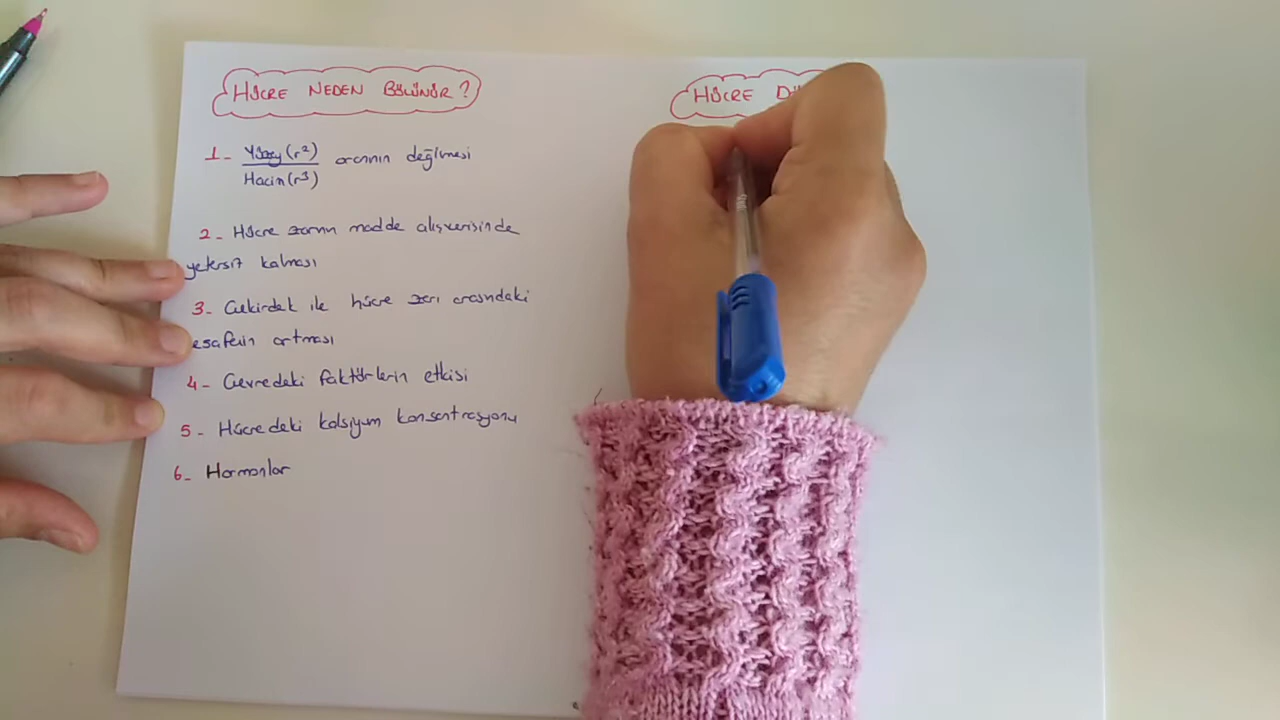 HÜCRE NEDEN BÖLÜNÜR?
1- Yüzey (r²)
Hacim (r³)
oranının değişmesi
2- Hücre zarının madde alışverişinde
yetersiz kalması
3- Çekirdek ile hücre zarı arasındaki
esafenin artması
4- Çevredeki faktörlerin etkisi
5- Hücredeki kalsiyum konsantrasyonu
6- Hormonlar
HÜCRE